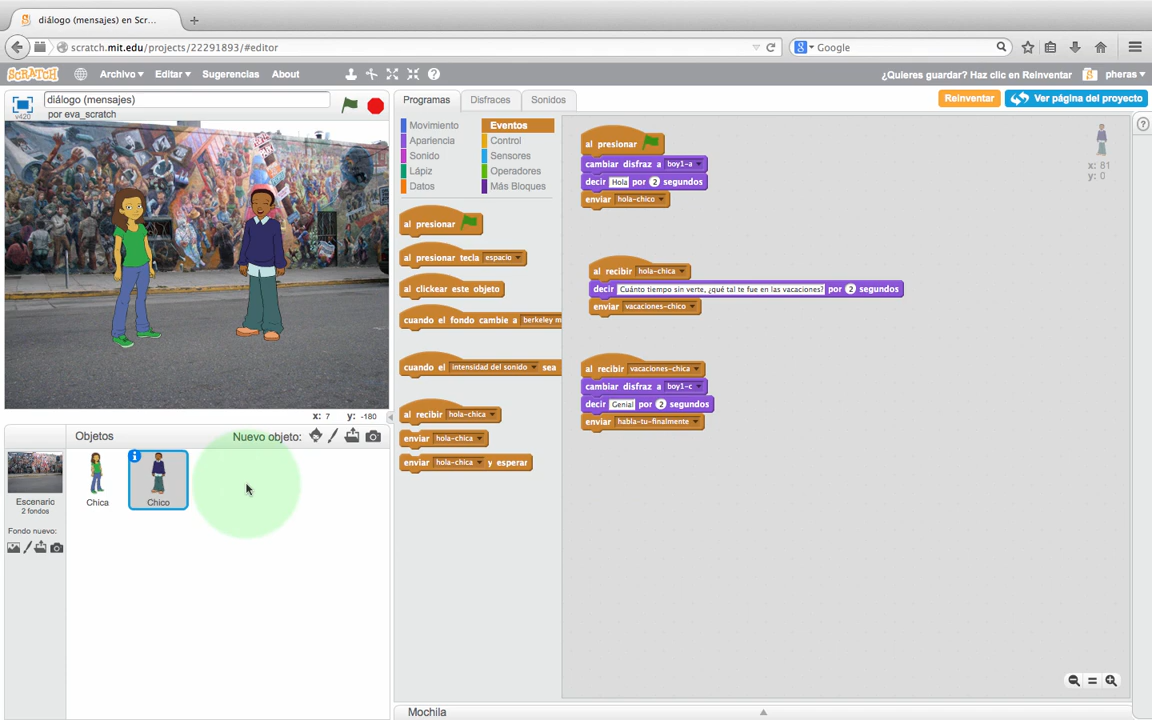 diálogo (mensajes) en Scr...
scratch.mit.edu/projects/22291893/#editor
Google
SCRATCH
Archivo
Editar
Sugerencias
About
¿Quieres guardar? Haz clic en Reinventar
pheras
diálogo (mensajes)
por eva_scratch
v420
Programas
Disfraces
Sonidos
Reinventar
Ver página del proyecto
Movimiento
Eventos
Apariencia
Control
Sonido
Sensores
Lápiz
Operadores
Datos
Más Bloques
al presionar
al presionar tecla espacio
al clickear este objeto
cuando el fondo cambie a berkeley m
cuando el intensidad del sonido sea
al recibir hola-chica
enviar hola-chica
enviar hola-chica y esperar
al presionar
cambiar disfraz a boy1-a
decir Hola por 2 segundos
enviar hola-chico
al recibir hola-chica
decir Cuánto tiempo sin verte, ¿qué tal te fue en las vacaciones? por 2 segundos
enviar vacaciones-chico
al recibir vacaciones-chica
cambiar disfraz a boy1-c
decir Genial por 2 segundos
enviar habla-tu-finalmente
x: 81
y: 0
x: 7 y: -180
Objetos
Nuevo objeto:
Escenario
2 fondos
Fondo nuevo:
Chica
Chico
Mochila